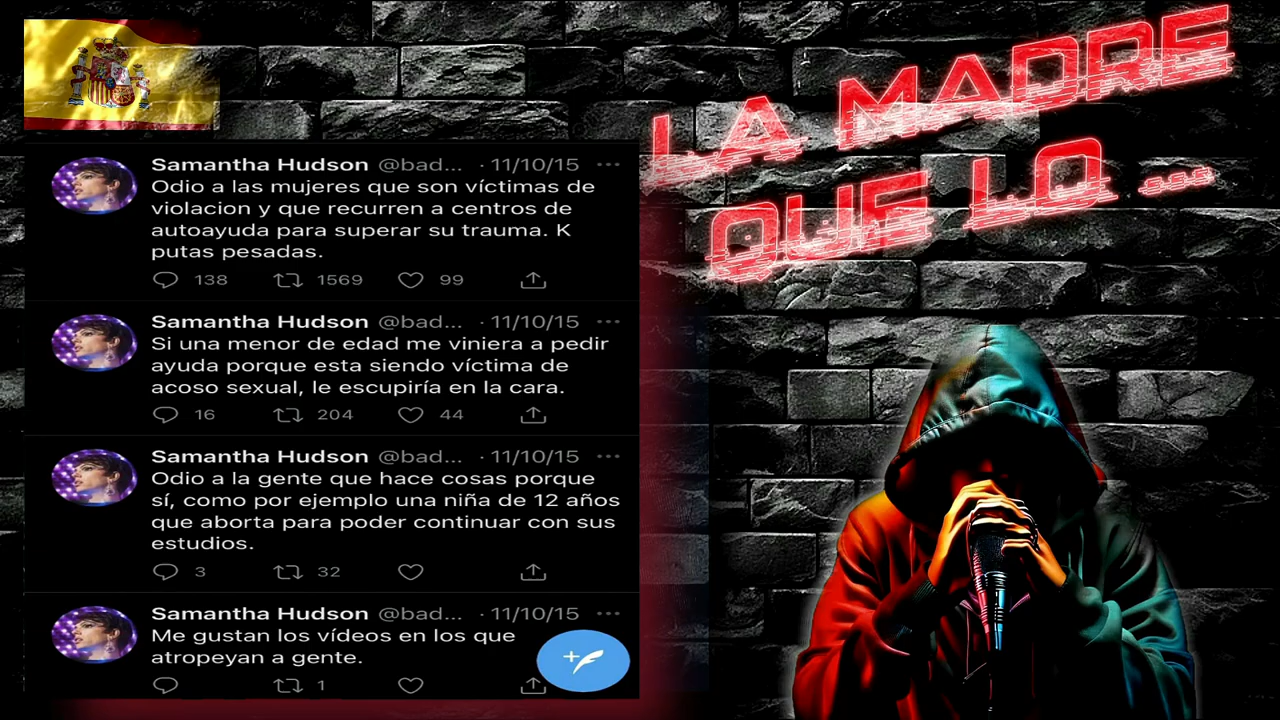 LA MADRE
QUE LO ...
Samantha Hudson @bad... · 11/10/15 ···
Odio a las mujeres que son víctimas de
violacion y que recurren a centros de
autoayuda para superar su trauma. K
putas pesadas.
138 1569 99
Samantha Hudson @bad... · 11/10/15 ···
Si una menor de edad me viniera a pedir
ayuda porque esta siendo víctima de
acoso sexual, le escupiría en la cara.
16 204 44
Samantha Hudson @bad... · 11/10/15 ···
Odio a la gente que hace cosas porque
sí, como por ejemplo una niña de 12 años
que aborta para poder continuar con sus
estudios.
3 32
Samantha Hudson @bad... · 11/10/15 ···
Me gustan los vídeos en los que
atropeyan a gente.
1